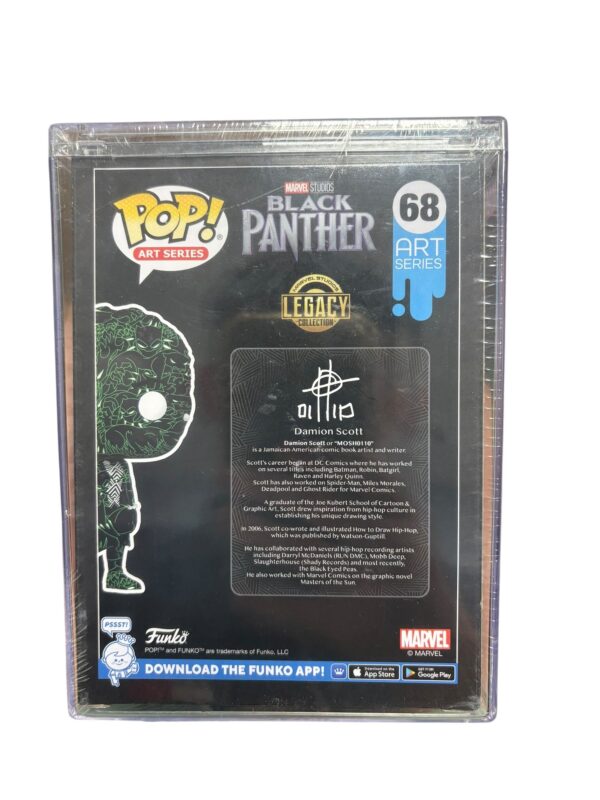 POP!
ART SERIES
MARVEL STUDIOS
BLACK
PANTHER
68
ART
SERIES
MARVEL STUDIOS
LEGACY
COLLECTION
Damion Scott
Damion Scott or "MOSH0110"
is a Jamaican American comic book artist and writer.
Scott's career began at DC Comics where he has worked
on several titles including Batman, Robin, Batgirl,
Raven and Harley Quinn.
Scott has also worked on Spider-Man, Miles Morales,
Deadpool and Ghost Rider for Marvel Comics.
A graduate of the Joe Kubert School of Cartoon &
Graphic Art, Scott drew inspiration from hip-hop culture in
establishing his unique drawing style.
In 2006, Scott co-wrote and illustrated How to Draw Hip-Hop,
which was published by Watson-Guptill.
He has collaborated with several hip-hop recording artists
including Darryl McDaniels (RUN DMC), Mobb Deep,
Slaughterhouse (Shady Records) and most recently,
the Black Eyed Peas.
He also worked with Marvel Comics on the graphic novel
Masters of the Sun.
PSSST!
Funko
POP!™ and FUNKO™ are trademarks of Funko, LLC
MARVEL
© MARVEL
DOWNLOAD THE FUNKO APP!
Download on the
App Store
GET IT ON
Google Play